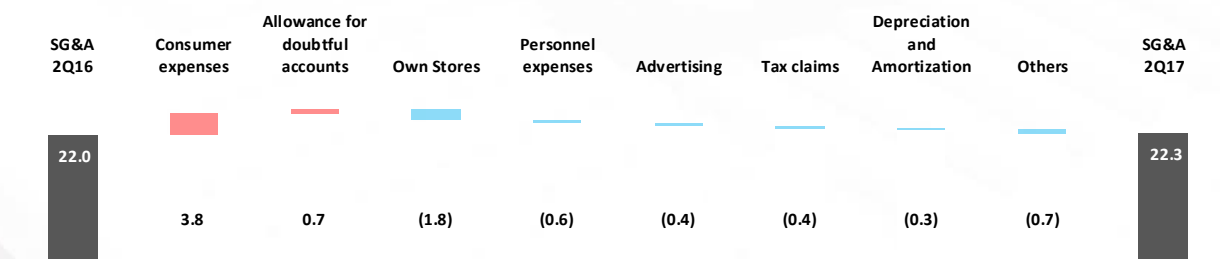 SG&A
2Q16
Consumer
expenses
Allowance for
doubtful
accounts
Own Stores
Personnel
expenses
Advertising
Tax claims
Depreciation
and
Amortization
Others
SG&A
2Q17
22.0
22.3
3.8
0.7
(1.8)
(0.6)
(0.4)
(0.4)
(0.3)
(0.7)